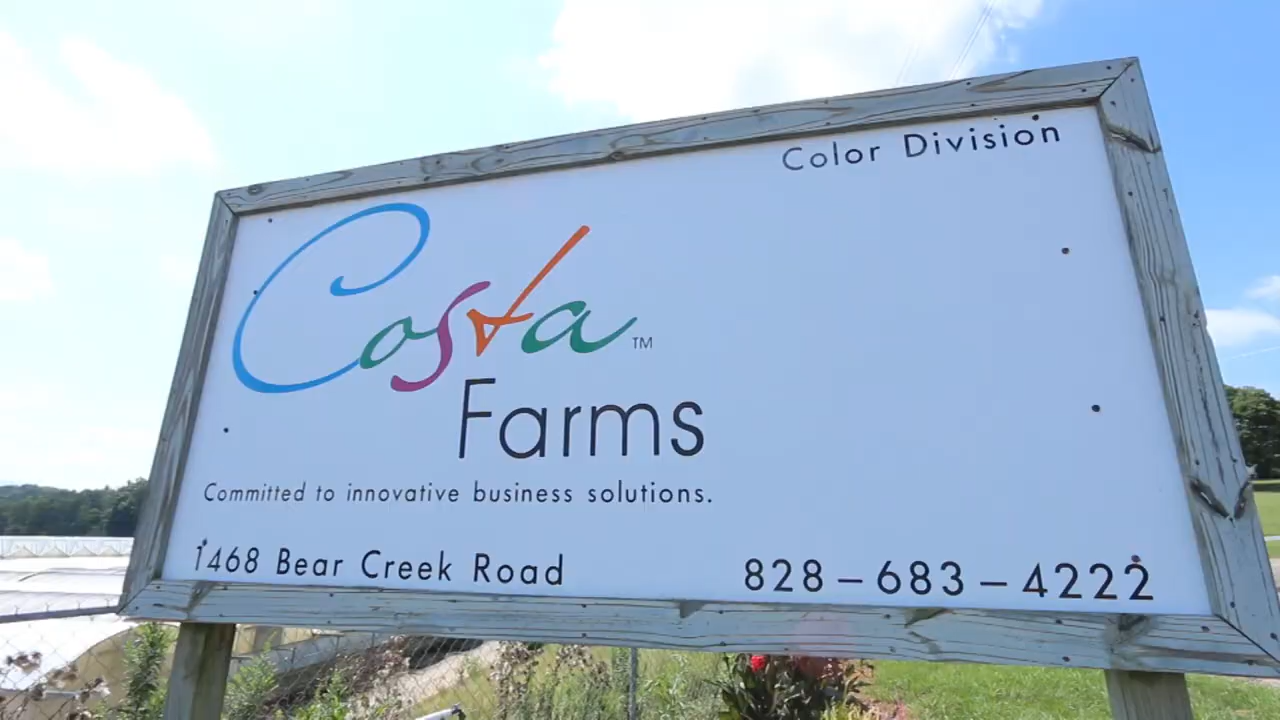 Color Division
Costa™
Farms
Committed to innovative business solutions.
1468 Bear Creek Road
828-683-4222